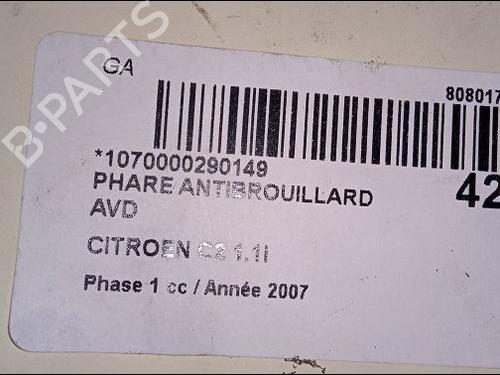 GA
808017
*1070000290149
42
PHARE ANTIBROUILLARD
AVD
CITROEN C2 1.1i
Phase 1 cc / Année 2007
B-PARTS